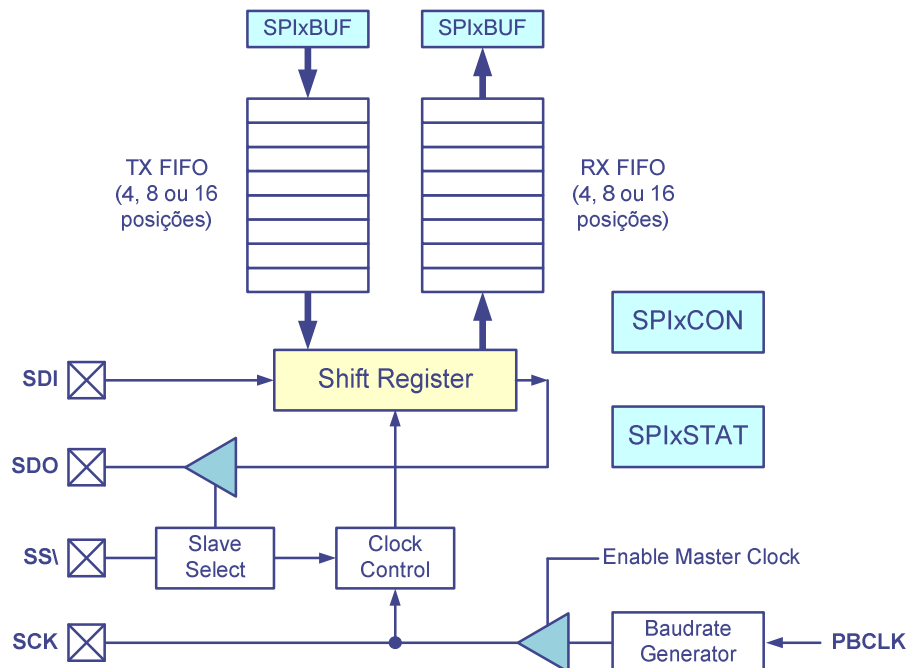 SPIxBUF
SPIxBUF
TX FIFO
(4, 8 ou 16
posições)
RX FIFO
(4, 8 ou 16
posições)
SPIxCON
SDI
Shift Register
SPIxSTAT
SDO
SS\
Slave
Select
Clock
Control
Enable Master Clock
SCK
Baudrate
Generator
PBCLK